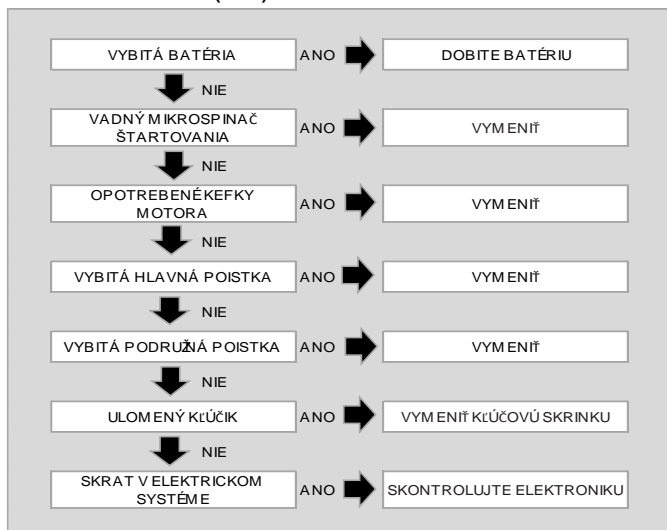 VYBITÁ BATÉRIA ANO DOBITE BATÉRIU
NIE
VADNÝ MIKROSPINAČ
ŠTARTOVANIA
ANO VYMENIŤ
NIE
OPOTREBENÉ KEFKY
MOTORA
ANO VYMENIŤ
NIE
VYBITÁ HLAVNÁ POISTKA ANO VYMENIŤ
NIE
VYBITÁ PODRUŽNÁ POISTKA ANO VYMENIŤ
NIE
ULOMENÝ KĽÚČIK ANO VYMENIŤ KĽÚČOVÚ SKRINKU
NIE
SKRAT V ELEKTRICKOM
SYSTÉME
ANO SKONTROLUJTE ELEKTRONIKU